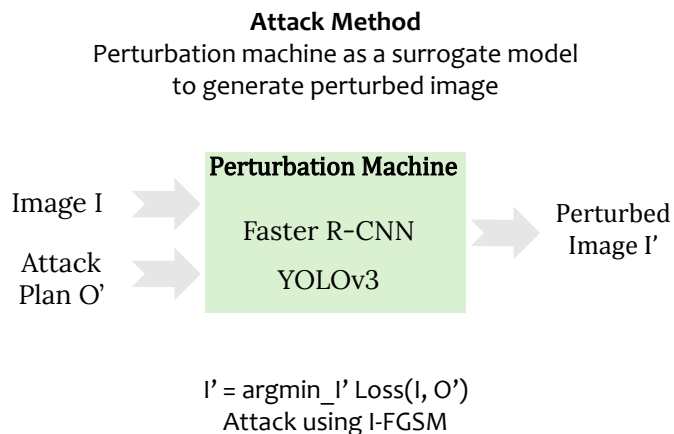 Attack Method
Perturbation machine as a surrogate model
to generate perturbed image
Perturbation Machine
Image I
Attack
Plan O’
Faster R-CNN
YOLOv3
Perturbed
Image I’
I’ = argmin_I’ Loss(I, O’)
Attack using I-FGSM